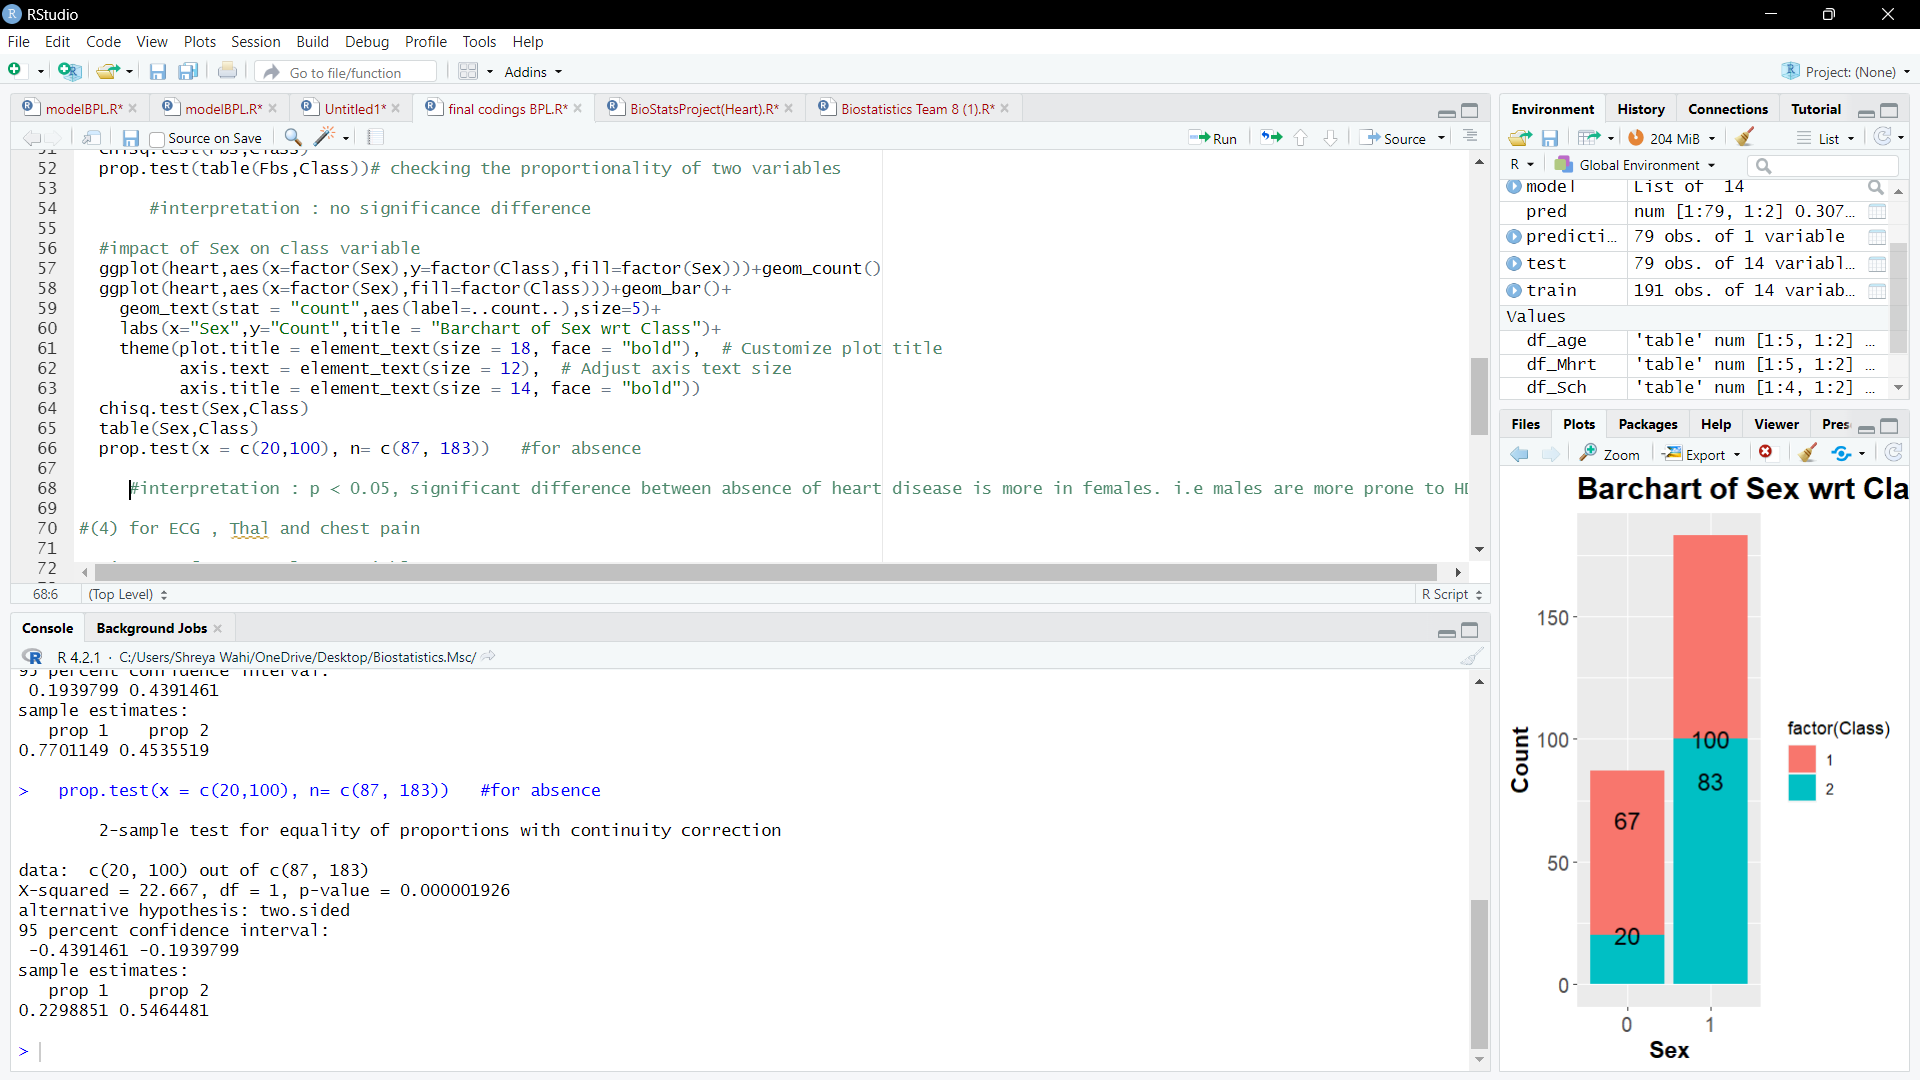 RStudio
File Edit Code View Plots Session Build Debug Profile Tools Help
Go to file/function Addins Project: (None)
modelBPL.R* modelBPL.R* Untitled1* final codings BPL.R* BioStatsProject(Heart).R* Biostatistics Team 8 (1).R*
Source on Save Run Source
52 prop.test(table(Fbs,Class))# checking the proportionality of two variables
53
54 #interpretation : no significance difference
55
56 #impact of Sex on class variable
57 ggplot(heart,aes(x=factor(Sex),y=factor(Class),fill=factor(Sex)))+geom_count()
58 ggplot(heart,aes(x=factor(Sex),fill=factor(Class)))+geom_bar()+
59 geom_text(stat = "count",aes(label=..count..),size=5)+
60 labs(x="Sex",y="Count",title = "Barchart of Sex wrt Class")+
61 theme(plot.title = element_text(size = 18, face = "bold"), # Customize plot title
62 axis.text = element_text(size = 12), # Adjust axis text size
63 axis.title = element_text(size = 14, face = "bold"))
64 chisq.test(Sex,Class)
65 table(Sex,Class)
66 prop.test(x = c(20,100), n= c(87, 183)) #for absence
67
68 #interpretation : p < 0.05, significant difference between absence of heart disease is more in females. i.e males are more prone to
69
70 #(4) for ECG , Thal and chest pain
71
72
68:6 (Top Level) R Script
Console Background Jobs
R 4.2.1 · C:/Users/Shreya Wahi/OneDrive/Desktop/Biostatistics.Msc/
95 percent confidence interval:
0.1939799 0.4391461
sample estimates:
prop 1 prop 2
0.7701149 0.4535519
> prop.test(x = c(20,100), n= c(87, 183)) #for absence
2-sample test for equality of proportions with continuity correction
data: c(20, 100) out of c(87, 183)
X-squared = 22.667, df = 1, p-value = 0.000001926
alternative hypothesis: two.sided
95 percent confidence interval:
-0.4391461 -0.1939799
sample estimates:
prop 1 prop 2
0.2298851 0.5464481
>
Environment History Connections Tutorial
204 MiB List
R Global Environment
model List of 14
pred num [1:79, 1:2] 0.307…
predicti… 79 obs. of 1 variable
test 79 obs. of 14 variabl…
train 191 obs. of 14 variab…
Values
df_age 'table' num [1:5, 1:2] …
df_Mhrt 'table' num [1:5, 1:2] …
df_Sch 'table' num [1:4, 1:2] …
Files Plots Packages Help Viewer Pres
Zoom Export
Barchart of Sex wrt Cla
150
100
50
0
Count
67
20
100
83
0 1
Sex
factor(Class)
1
2